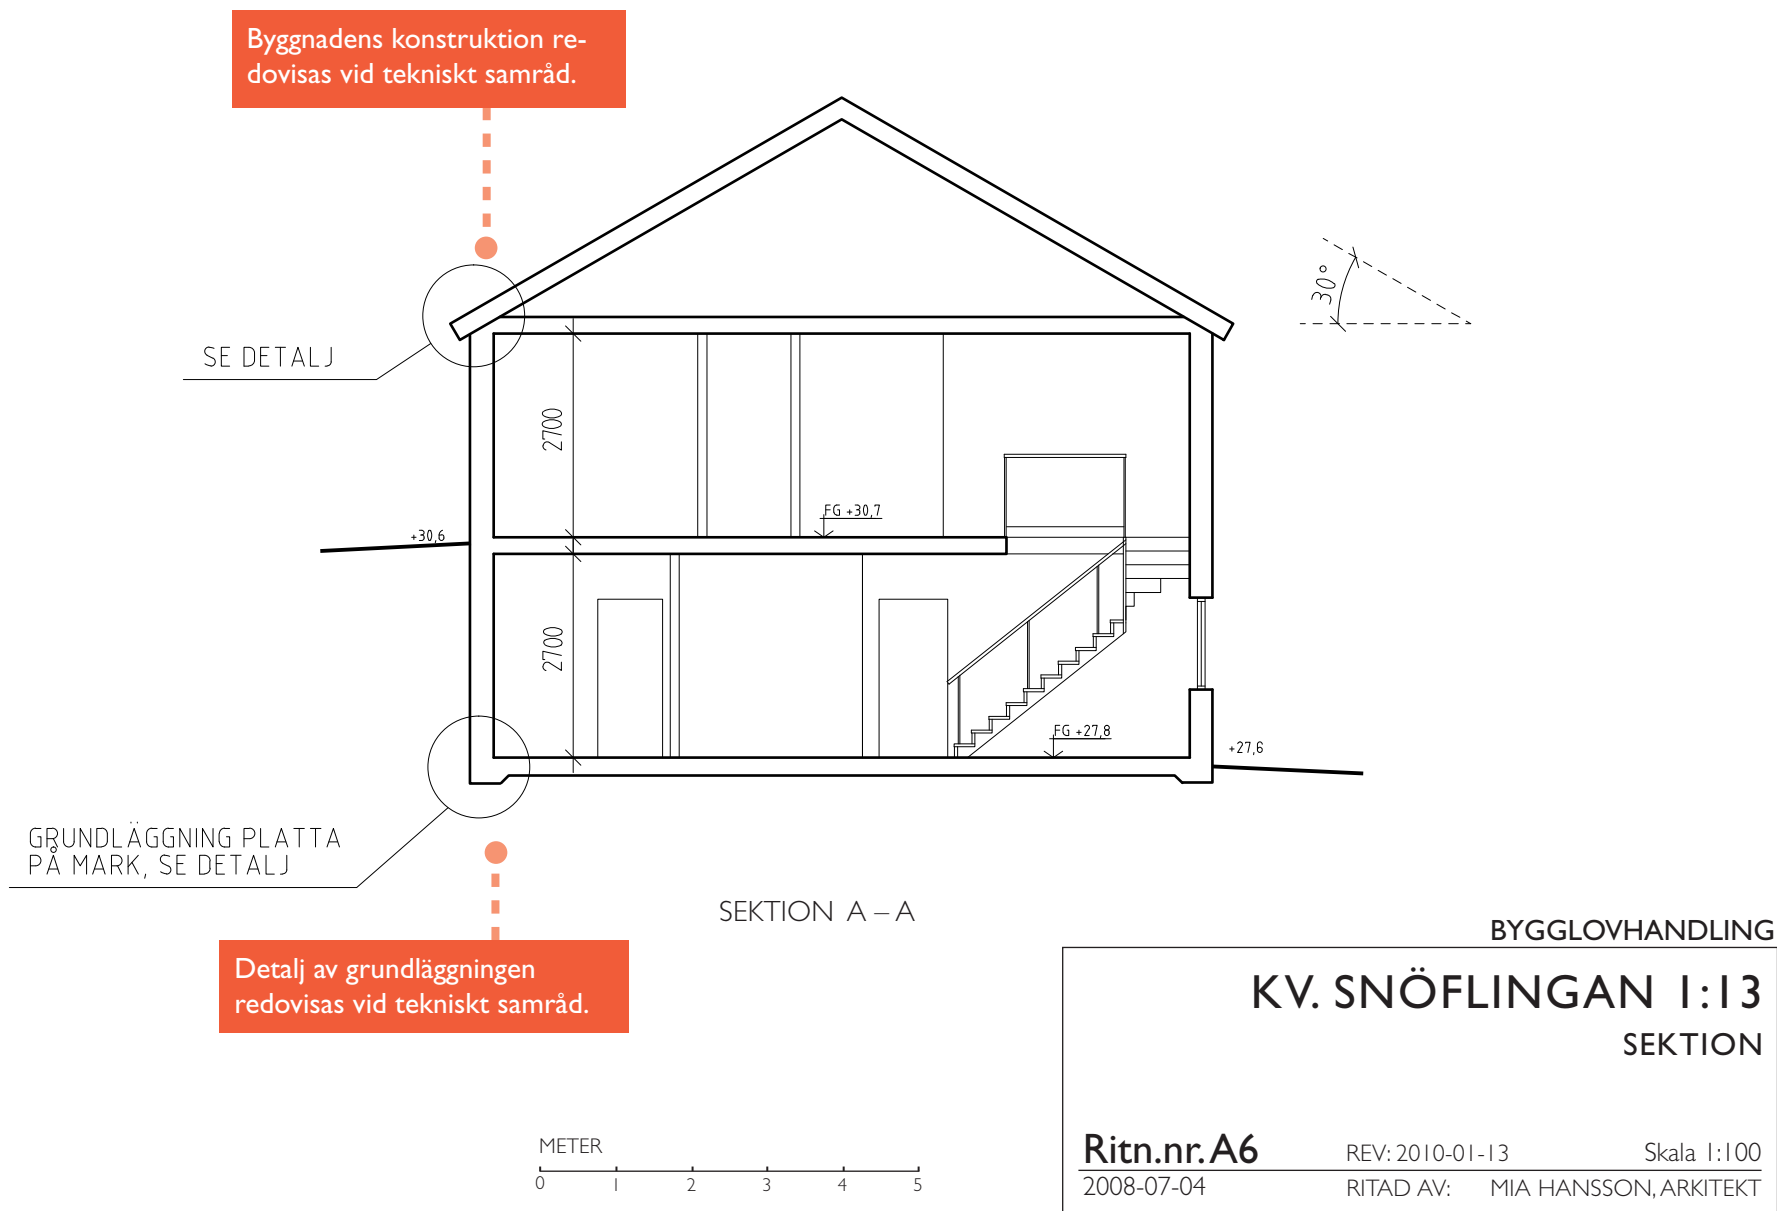 Byggnadens konstruktion re-
dovisas vid tekniskt samråd.
30°
SE DETALJ
2700
FG +30,7
+30,6
2700
FG +27,8
+27,6
GRUNDLÄGGNING PLATTA
PÅ MARK, SE DETALJ
SEKTION A – A
Detalj av grundläggningen
redovisas vid tekniskt samråd.
BYGGLOVHANDLING
KV. SNÖFLINGAN 1:13
SEKTION
METER
0 1 2 3 4 5
Ritn.nr. A6 REV: 2010-01-13 Skala 1:100
2008-07-04 RITAD AV: MIA HANSSON, ARKITEKT